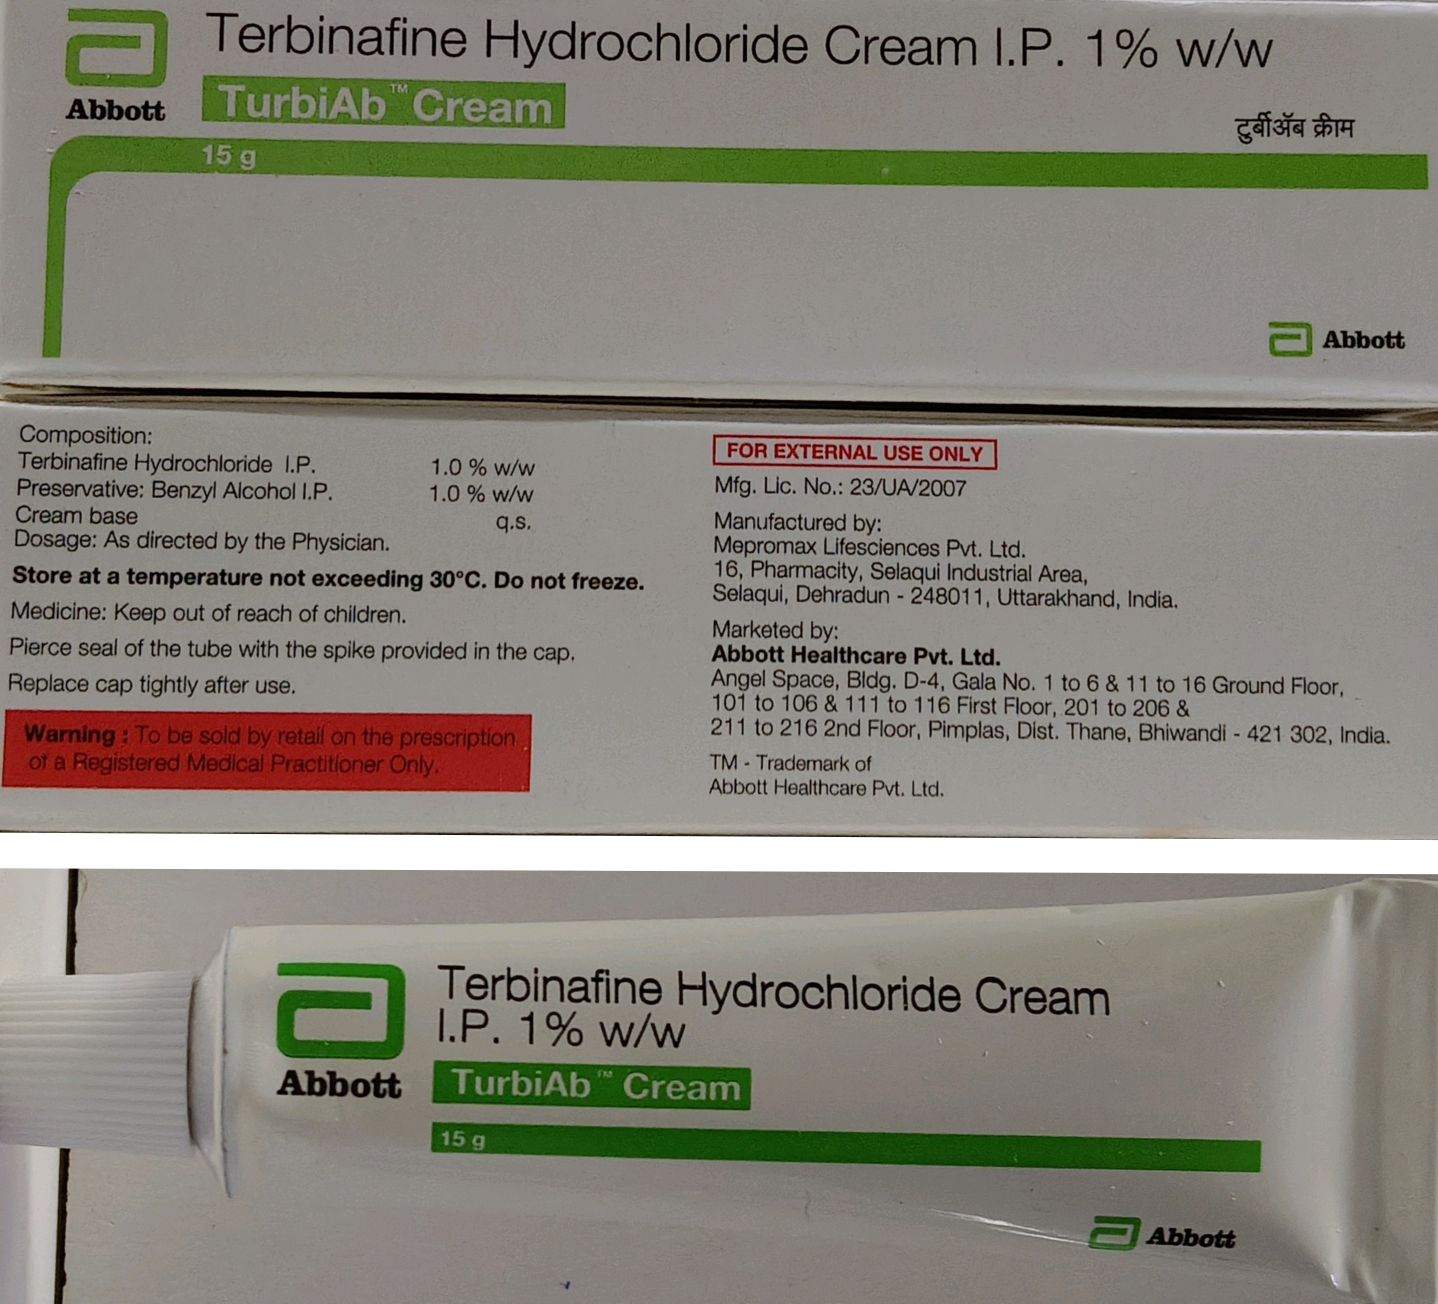 Terbinafine Hydrochloride Cream I.P. 1% w/w
Abbott
TurbiAb™ Cream
टुर्बीॲब क्रीम
15 g
Abbott
Composition:
Terbinafine Hydrochloride I.P. 1.0 % w/w
Preservative: Benzyl Alcohol I.P. 1.0 % w/w
Cream base q.s.
Dosage: As directed by the Physician.
Store at a temperature not exceeding 30°C. Do not freeze.
Medicine: Keep out of reach of children.
Pierce seal of the tube with the spike provided in the cap.
Replace cap tightly after use.
Warning : To be sold by retail on the prescription
of a Registered Medical Practitioner Only.
FOR EXTERNAL USE ONLY
Mfg. Lic. No.: 23/UA/2007
Manufactured by:
Mepromax Lifesciences Pvt. Ltd.
16, Pharmacity, Selaqui Industrial Area,
Selaqui, Dehradun - 248011, Uttarakhand, India.
Marketed by:
Abbott Healthcare Pvt. Ltd.
Angel Space, Bldg. D-4, Gala No. 1 to 6 & 11 to 16 Ground Floor,
101 to 106 & 111 to 116 First Floor, 201 to 206 &
211 to 216 2nd Floor, Pimplas, Dist. Thane, Bhiwandi - 421 302, India.
TM - Trademark of
Abbott Healthcare Pvt. Ltd.
Terbinafine Hydrochloride Cream
I.P. 1% w/w
Abbott
TurbiAb™ Cream
15 g
Abbott